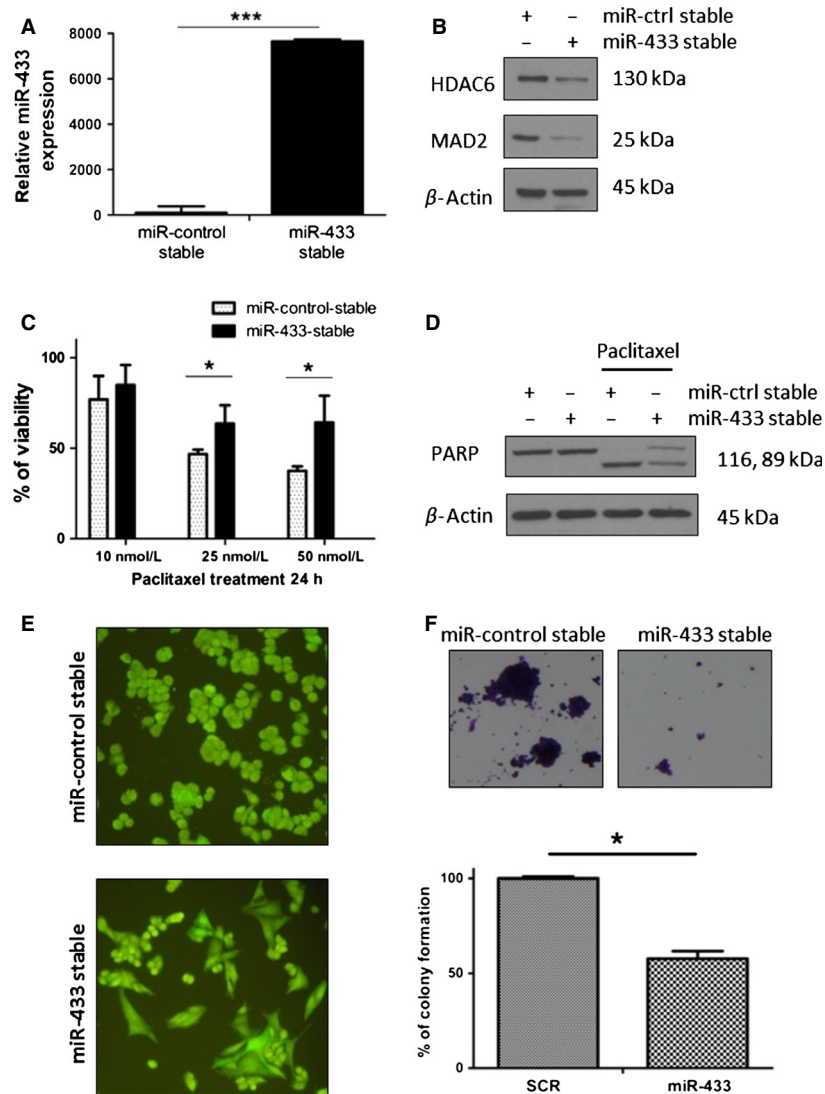 A
***
Relative miR-433
expression
8000
6000
4000
2000
0
miR-control
stable
miR-433
stable
B
+ – miR-ctrl stable
– + miR-433 stable
HDAC6 130 kDa
MAD2 25 kDa
β-Actin 45 kDa
C
miR-control-stable
miR-433-stable
% of viability
100
50
0
* *
10 nmol/L 25 nmol/L 50 nmol/L
Paclitaxel treatment 24 h
D
Paclitaxel
+ – + – miR-ctrl stable
– + – + miR-433 stable
PARP 116, 89 kDa
β-Actin 45 kDa
E
miR-control stable
miR-433 stable
F
miR-control stable miR-433 stable
*
% of colony formation
100
50
0
SCR miR-433